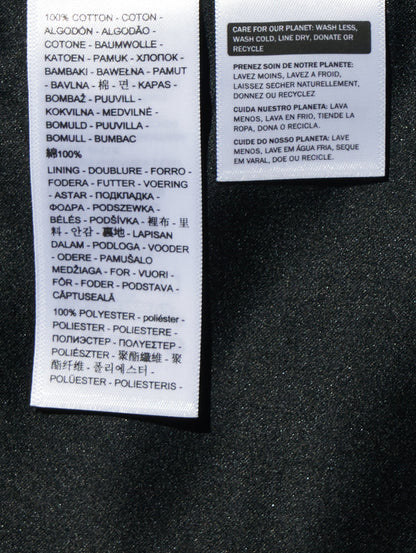 100% COTTON - COTON -
ALGODÓN - ALGODÃO -
COTONE - BAUMWOLLE -
KATOEN - PAMUK - ХЛОПОК -
ΒΑΜΒΑΚΙ - BAWEŁNA - PAMUT
- BAVLNA - 棉 - 면 - KAPAS -
BOMBAŽ - PUUVILL -
KOKVILNA - MEDVILNĖ -
BOMULD - PUUVILLA -
BOMULL - BUMBAC
綿100%
LINING - DOUBLURE - FORRO -
FODERA - FUTTER - VOERING
- ASTAR - ПОДКЛАДКА -
ΦΟΔΡΑ - PODSZEWKA -
BÉLÉS - PODŠÍVKA - 裡布 - 里
料 - 안감 - 裏地 - LAPISAN
DALAM - PODLOGA - VOODER
- ODERE - PAMUŠALO
MEDŽIAGA - FOR - VUORI -
FÔR - FODER - PODSTAVA -
CĂPTUSEALĂ
100% POLYESTER - poliéster -
POLIESTER - POLIESTERE -
ПОЛИЭСТЕР - ΠΟΛΥΕΣΤΕΡ -
POLIÉSZTER - 聚酯纖維 - 聚
酯纤维 - 폴리에스터 -
POLÜESTER - POLIESTERIS -
CARE FOR OUR PLANET: WASH LESS,
WASH COLD, LINE DRY, DONATE OR
RECYCLE
PRENEZ SOIN DE NOTRE PLANETE:
LAVEZ MOINS, LAVEZ A FROID,
LAISSEZ SECHER NATURELLEMENT,
DONNEZ OU RECYCLEZ
CUIDA NUESTRO PLANETA: LAVA
MENOS, LAVA EN FRIO, TIENDE LA
ROPA, DONA O RECICLA.
CUIDE DO NOSSO PLANETA: LAVE
MENOS, LAVE EM ÁGUA FRIA, SEQUE
EM VARAL, DOE OU RECICLE.